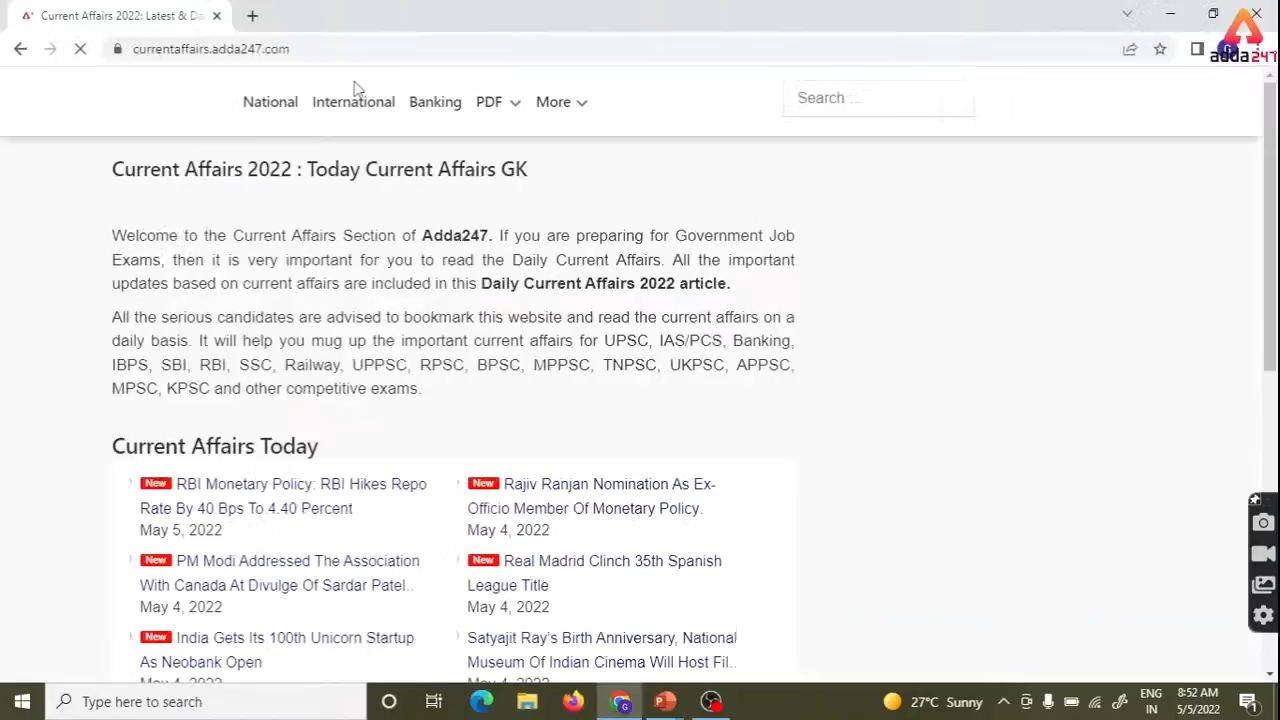 Current Affairs 2022: Latest & Da
currentaffairs.adda247.com
adda247
National International Banking PDF More
Search ...
Current Affairs 2022 : Today Current Affairs GK
Welcome to the Current Affairs Section of Adda247. If you are preparing for Government Job
Exams, then it is very important for you to read the Daily Current Affairs. All the important
updates based on current affairs are included in this Daily Current Affairs 2022 article.
All the serious candidates are advised to bookmark this website and read the current affairs on a
daily basis. It will help you mug up the important current affairs for UPSC, IAS/PCS, Banking,
IBPS, SBI, RBI, SSC, Railway, UPPSC, RPSC, BPSC, MPPSC, TNPSC, UKPSC, APPSC,
MPSC, KPSC and other competitive exams.
Current Affairs Today
New RBI Monetary Policy: RBI Hikes Repo
Rate By 40 Bps To 4.40 Percent
May 5, 2022
New Rajiv Ranjan Nomination As Ex-
Officio Member Of Monetary Policy.
May 4, 2022
New PM Modi Addressed The Association
With Canada At Divulge Of Sardar Patel..
May 4, 2022
New Real Madrid Clinch 35th Spanish
League Title
May 4, 2022
New India Gets Its 100th Unicorn Startup
As Neobank Open
May 4, 2022
Satyajit Ray's Birth Anniversary, National
Museum Of Indian Cinema Will Host Fil..
May 4, 2022
Type here to search
27°C Sunny
ENG
IN
8:52 AM
5/5/2022
1